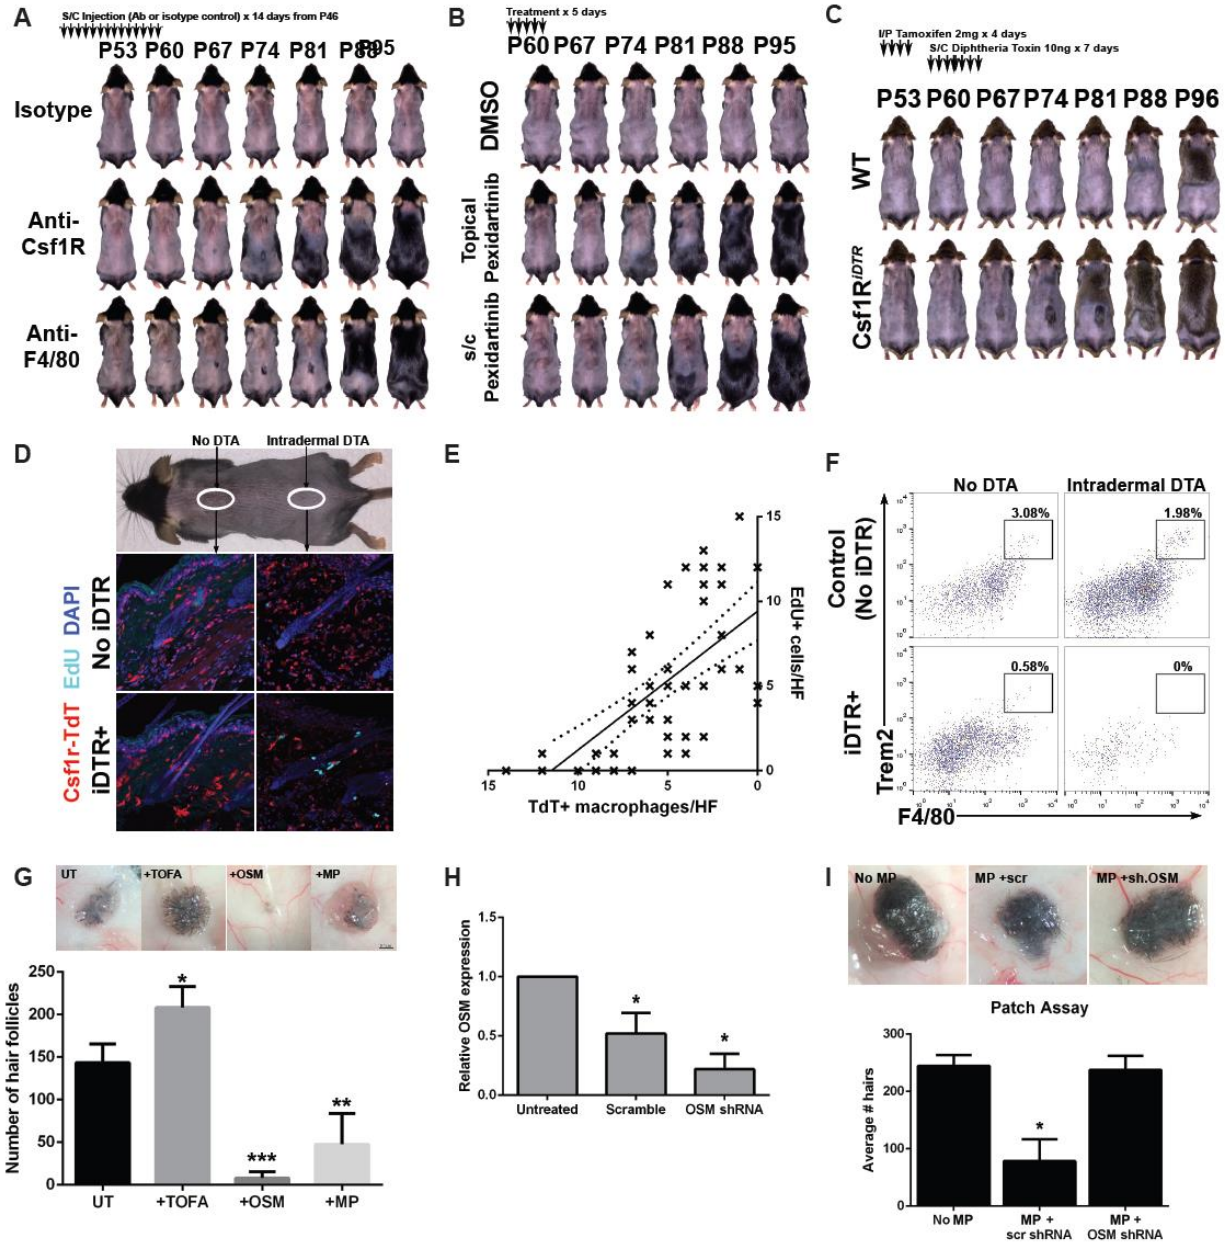 A
S/C Injection (Ab or isotype control) x 14 days from P46
P53 P60 P67 P74 P81 P88 P95
Isotype
Anti-
Csf1R
Anti-
F4/80
B
Treatment x 5 days
P60 P67 P74 P81 P88 P95
DMSO
Topical
Pexidartinib
s/c
Pexidartinib
C
I/P Tamoxifen 2mg x 4 days
S/C Diphtheria Toxin 10ng x 7 days
P53 P60 P67 P74 P81 P88 P96
WT
Csf1R^iDTR
D
No DTA Intradermal DTA
Csf1r-TdT EdU DAPI
No iDTR
iDTR+
E
15
10
5
0
EdU+ cells/HF
15 10 5 0
TdT+ macrophages/HF
F
No DTA Intradermal DTA
Control
(No iDTR)
3.08% 1.98%
iDTR+
0.58% 0%
Trem2
F4/80
G
UT +TOFA +OSM +MP
Number of hair follicles
250
200
150
100
50
0
*
***
**
UT +TOFA +OSM +MP
H
Relative OSM expression
1.5
1.0
0.5
0.0
* *
Untreated Scramble OSM shRNA
I
No MP MP +scr MP +sh.OSM
Patch Assay
Average # hairs
300
200
100
0
*
No MP MP + MP +
scr shRNA OSM shRNA